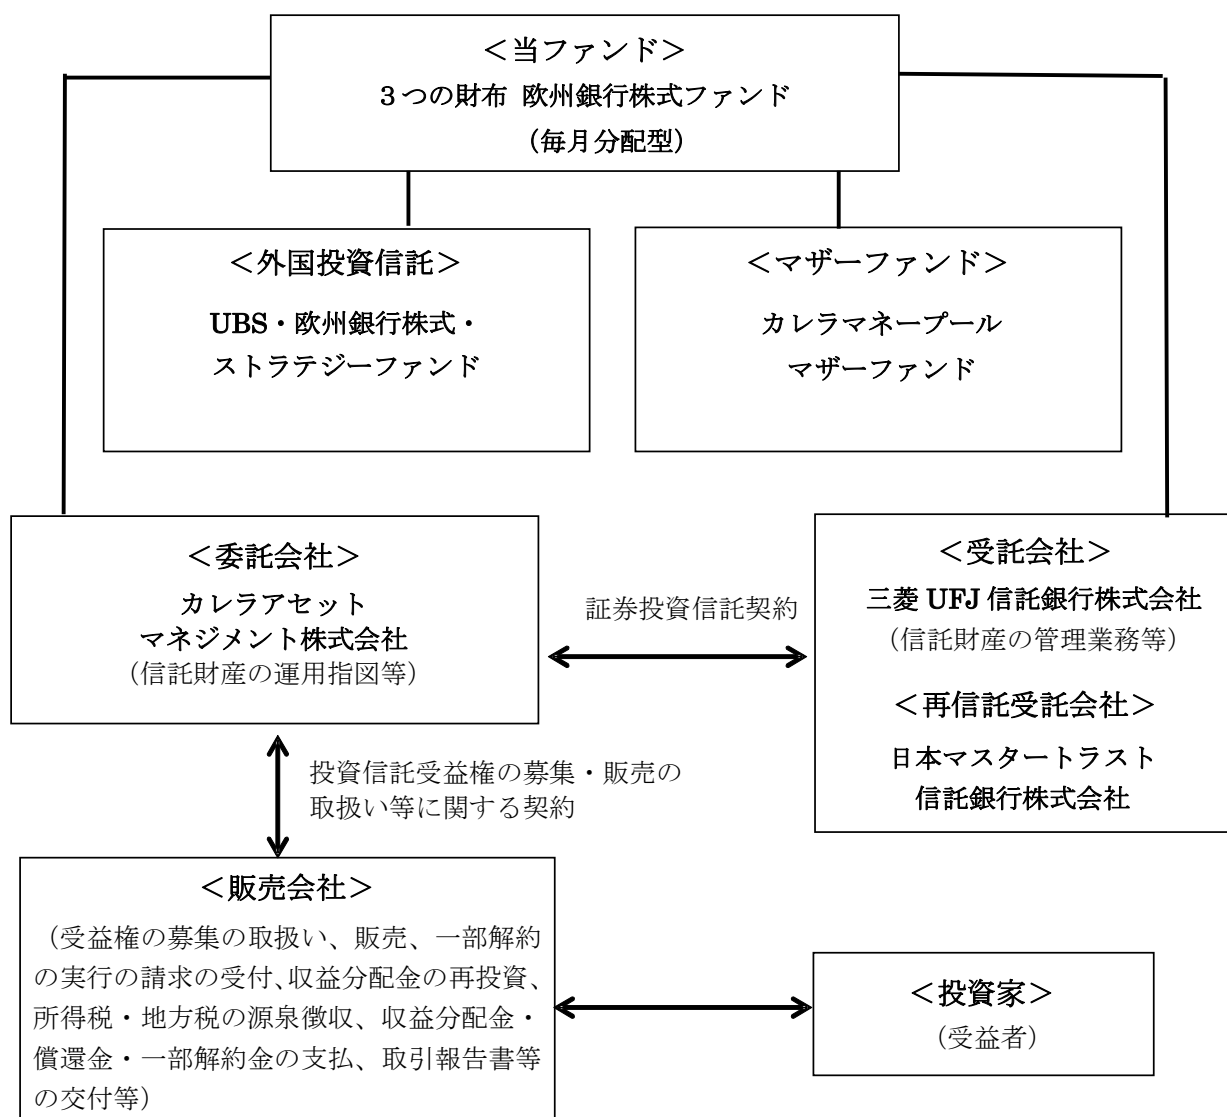 ＜当ファンド＞
３つの財布 欧州銀行株式ファンド
（毎月分配型）
＜外国投資信託＞
UBS・欧州銀行株式・
ストラテジーファンド
＜マザーファンド＞
カレラマネープール
マザーファンド
＜委託会社＞
カレラアセット
マネジメント株式会社
（信託財産の運用指図等）
証券投資信託契約
＜受託会社＞
三菱 UFJ 信託銀行株式会社
（信託財産の管理業務等）
＜再信託受託会社＞
日本マスタートラスト
信託銀行株式会社
投資信託受益権の募集・販売の
取扱い等に関する契約
＜販売会社＞
（受益権の募集の取扱い、販売、一部解約
の実行の請求の受付、収益分配金の再投資、
所得税・地方税の源泉徴収、収益分配金・
償還金・一部解約金の支払、取引報告書等
の交付等）
＜投資家＞
（受益者）